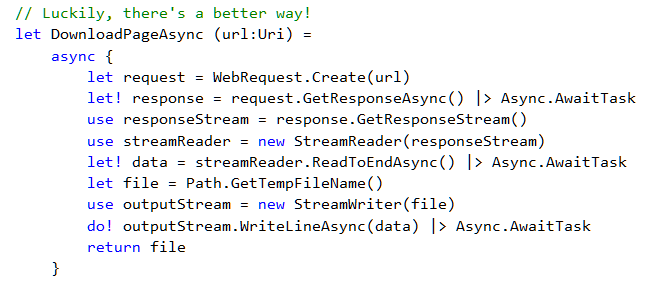 // Luckily, there's a better way!
let DownloadPageAsync (url:Uri) =
    async {
        let request = WebRequest.Create(url)
        let! response = request.GetResponseAsync() |> Async.AwaitTask
        use responseStream = response.GetResponseStream()
        use streamReader = new StreamReader(responseStream)
        let! data = streamReader.ReadToEndAsync() |> Async.AwaitTask
        let file = Path.GetTempFileName()
        use outputStream = new StreamWriter(file)
        do! outputStream.WriteLineAsync(data) |> Async.AwaitTask
        return file
    }